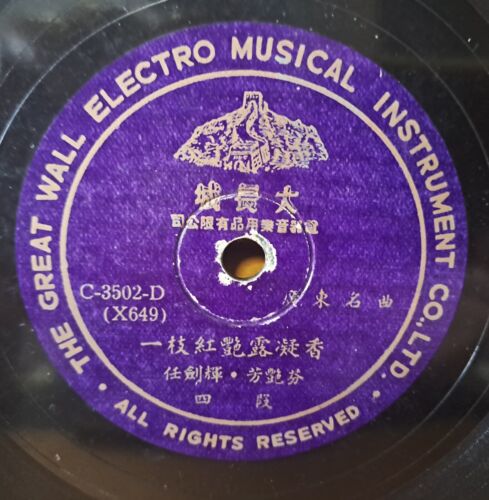 THE GREAT WALL ELECTRO MUSICAL INSTRUMENT CO., LTD.
大長城
電器音樂用品有限公司
C-3502-D
(X649)
廣東名曲
一枝紅艷露凝香
任劍輝・芳艷芬
四段
• ALL RIGHTS RESERVED •